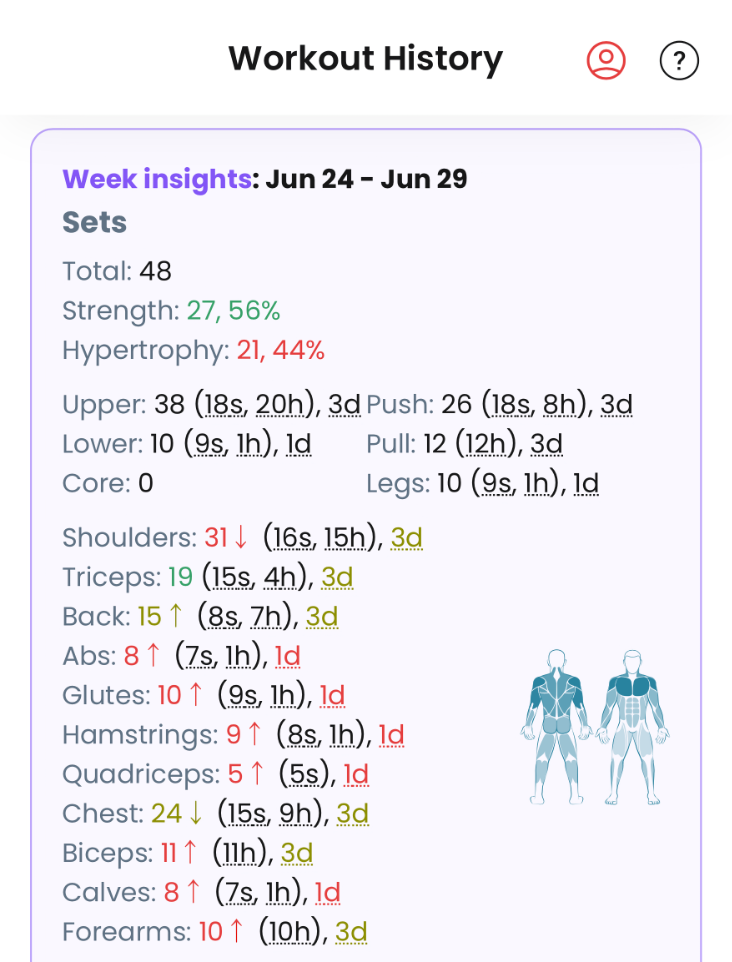 Workout History
?
Week insights: Jun 24 - Jun 29
Sets
Total: 48
Strength: 27, 56%
Hypertrophy: 21, 44%
Upper: 38 (18s, 20h), 3d Push: 26 (18s, 8h), 3d
Lower: 10 (9s, 1h), 1d Pull: 12 (12h), 3d
Core: 0 Legs: 10 (9s, 1h), 1d
Shoulders: 31 ↓ (16s, 15h), 3d
Triceps: 19 (15s, 4h), 3d
Back: 15 ↑ (8s, 7h), 3d
Abs: 8 ↑ (7s, 1h), 1d
Glutes: 10 ↑ (9s, 1h), 1d
Hamstrings: 9 ↑ (8s, 1h), 1d
Quadriceps: 5 ↑ (5s), 1d
Chest: 24 ↓ (15s, 9h), 3d
Biceps: 11 ↑ (11h), 3d
Calves: 8 ↑ (7s, 1h), 1d
Forearms: 10 ↑ (10h), 3d